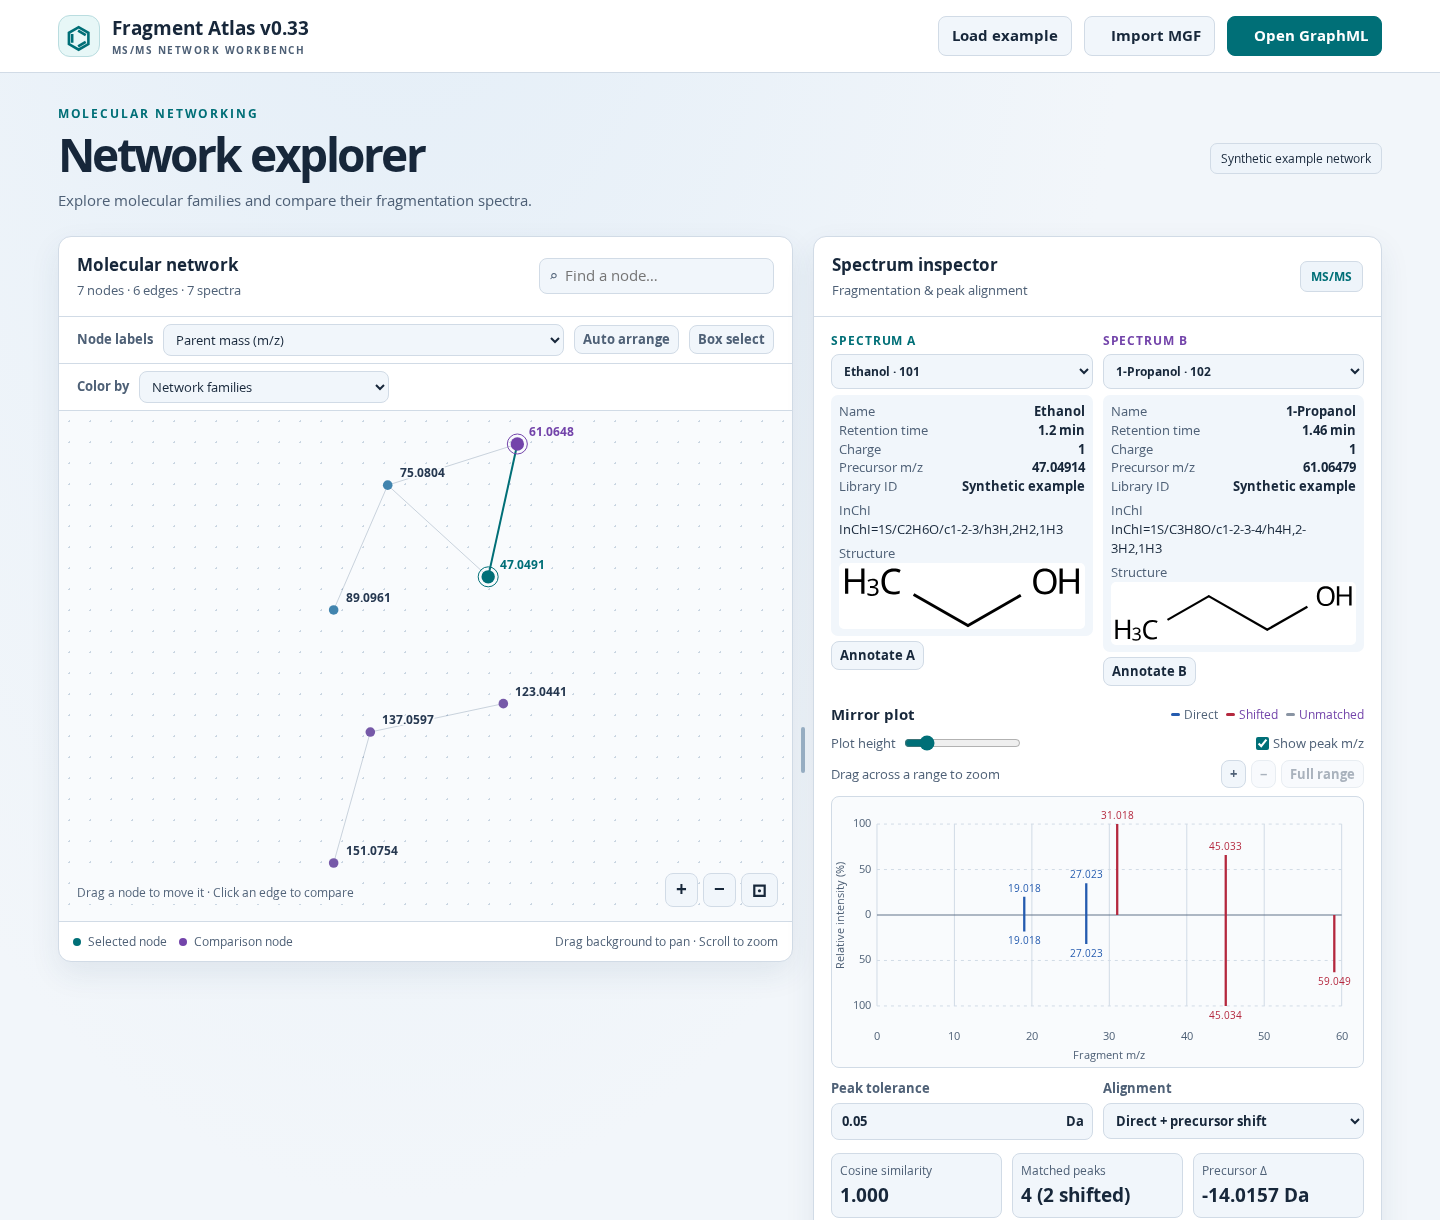 Fragment Atlas v0.33
MS/MS NETWORK WORKBENCH
Load example
Import MGF
Open GraphML
MOLECULAR NETWORKING
Network explorer
Explore molecular families and compare their fragmentation spectra.
Synthetic example network
Molecular network
7 nodes · 6 edges · 7 spectra
Find a node...
Node labels
Parent mass (m/z)
Auto arrange
Box select
Color by
Network families
61.0648
75.0804
47.0491
89.0961
123.0441
137.0597
151.0754
Drag a node to move it · Click an edge to compare
+
−
Selected node
Comparison node
Drag background to pan · Scroll to zoom
Spectrum inspector
Fragmentation & peak alignment
MS/MS
SPECTRUM A
Ethanol · 101
Name Ethanol
Retention time 1.2 min
Charge 1
Precursor m/z 47.04914
Library ID Synthetic example
InChI
InChI=1S/C2H6O/c1-2-3/h3H,2H2,1H3
Structure
H3C OH
Annotate A
SPECTRUM B
1-Propanol · 102
Name 1-Propanol
Retention time 1.46 min
Charge 1
Precursor m/z 61.06479
Library ID Synthetic example
InChI
InChI=1S/C3H8O/c1-2-3-4/h4H,2-
3H2,1H3
Structure
H3C OH
Annotate B
Mirror plot
Direct
Shifted
Unmatched
Plot height
Show peak m/z
Drag across a range to zoom
+
−
Full range
Relative intensity (%)
100
50
0
50
100
31.018
45.033
27.023
19.018
19.018
27.023
59.049
45.034
0 10 20 30 40 50 60
Fragment m/z
Peak tolerance
0.05 Da
Alignment
Direct + precursor shift
Cosine similarity
1.000
Matched peaks
4 (2 shifted)
Precursor Δ
-14.0157 Da